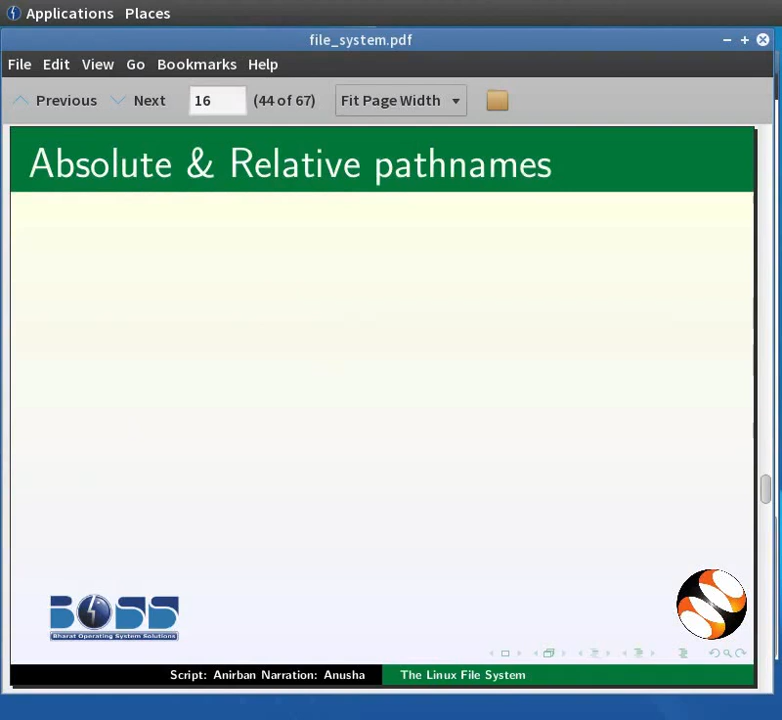 Applications Places
file_system.pdf
File Edit View Go Bookmarks Help
Previous Next 16 (44 of 67) Fit Page Width
Absolute & Relative pathnames
BOSS
Bharat Operating System Solutions
Script: Anirban Narration: Anusha The Linux File System